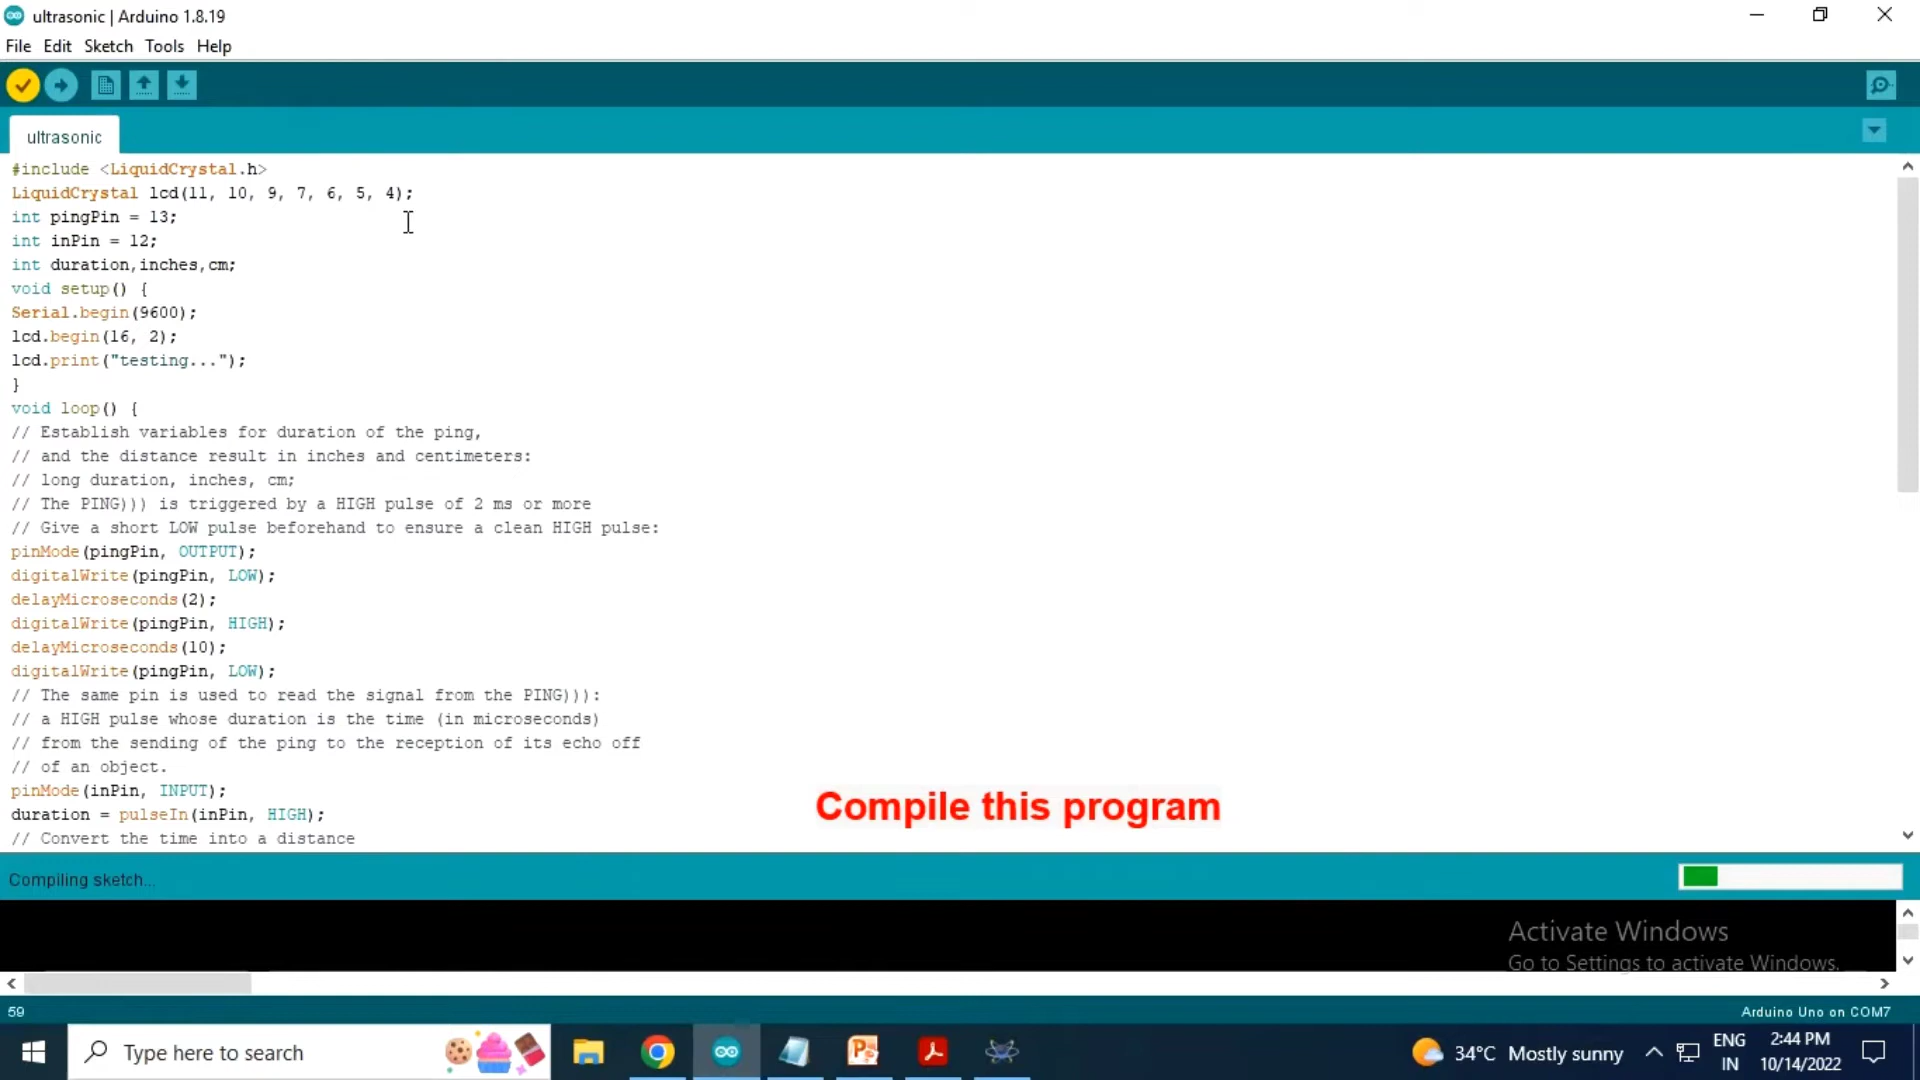 ultrasonic | Arduino 1.8.19
File Edit Sketch Tools Help
ultrasonic
#include <LiquidCrystal.h>
LiquidCrystal lcd(11, 10, 9, 7, 6, 5, 4);
int pingPin = 13;
int inPin = 12;
int duration,inches,cm;
void setup() {
Serial.begin(9600);
lcd.begin(16, 2);
lcd.print("testing...");
}
void loop() {
// Establish variables for duration of the ping,
// and the distance result in inches and centimeters:
// long duration, inches, cm;
// The PING))) is triggered by a HIGH pulse of 2 ms or more
// Give a short LOW pulse beforehand to ensure a clean HIGH pulse:
pinMode(pingPin, OUTPUT);
digitalWrite(pingPin, LOW);
delayMicroseconds(2);
digitalWrite(pingPin, HIGH);
delayMicroseconds(10);
digitalWrite(pingPin, LOW);
// The same pin is used to read the signal from the PING))):
// a HIGH pulse whose duration is the time (in microseconds)
// from the sending of the ping to the reception of its echo off
// of an object.
pinMode(inPin, INPUT);
duration = pulseIn(inPin, HIGH);
// Convert the time into a distance
Compile this program
Compiling sketch...
Activate Windows
Go to Settings to activate Windows.
59
Arduino Uno on COM7
Type here to search
34°C Mostly sunny
ENG
IN
2:44 PM
10/14/2022